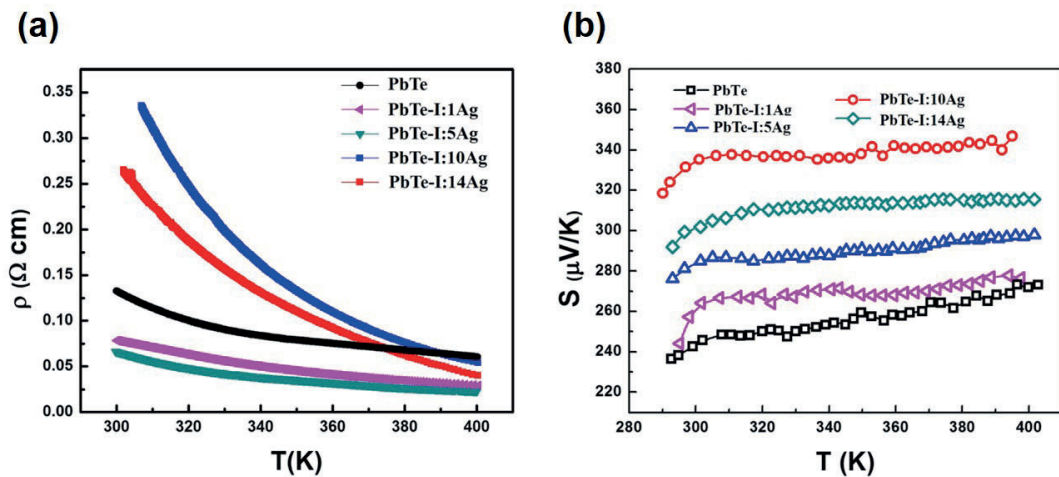 (a)
(b)
0.35
0.30
0.25
0.20
0.15
0.10
0.05
0.00
ρ (Ω cm)
PbTe
PbTe-I:1Ag
PbTe-I:5Ag
PbTe-I:10Ag
PbTe-I:14Ag
300 320 340 360 380 400
T(K)
380
360
340
320
300
280
260
240
220
S (μV/K)
PbTe
PbTe-I:1Ag
PbTe-I:5Ag
PbTe-I:10Ag
PbTe-I:14Ag
280 300 320 340 360 380 400
T (K)